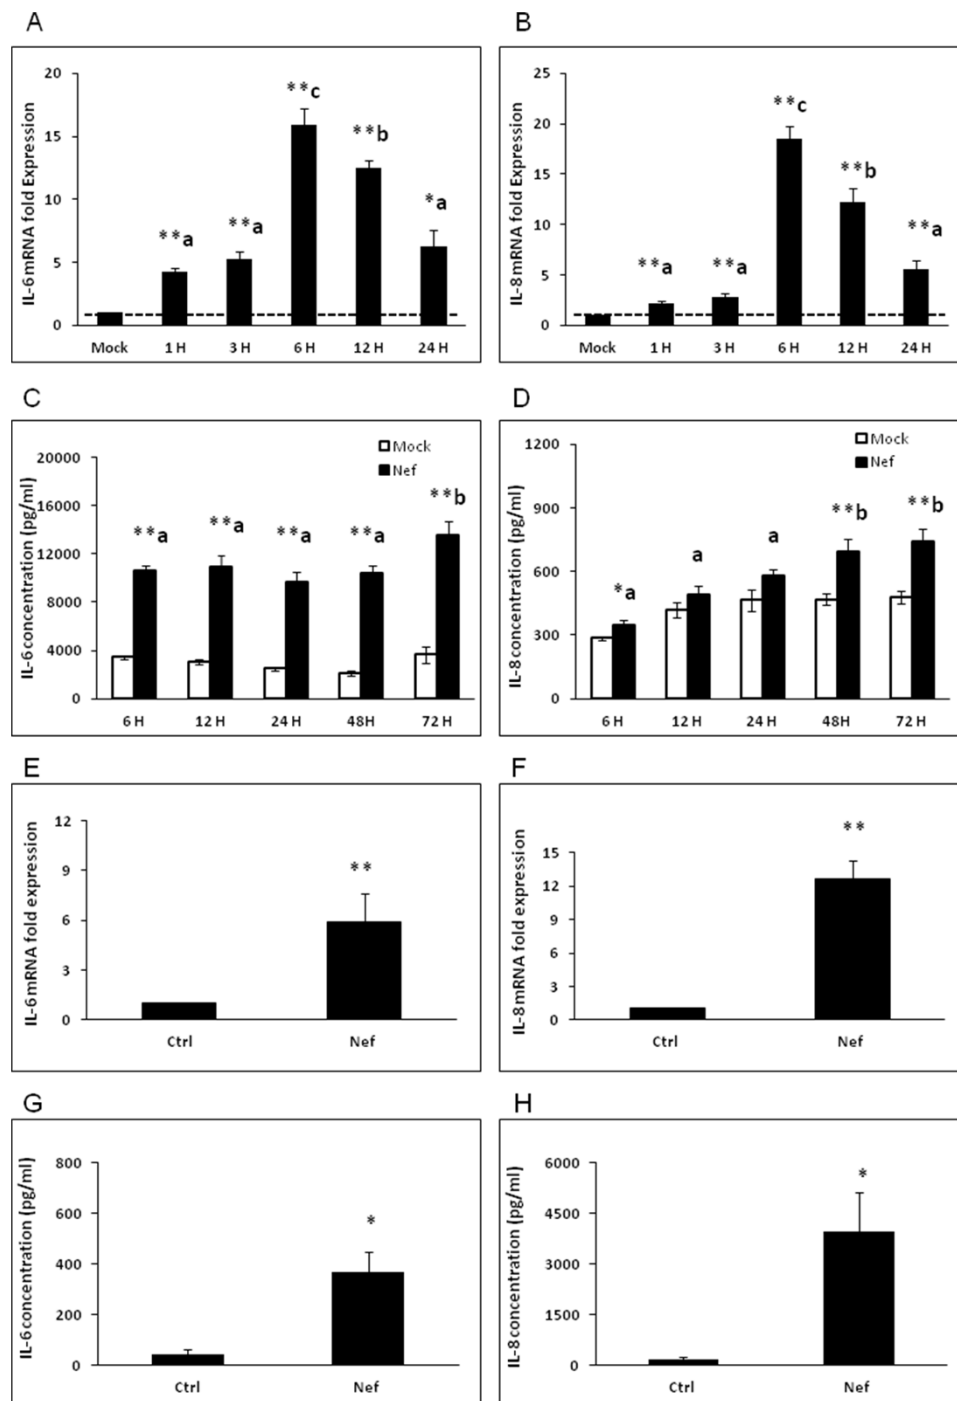 A
IL-6 mRNA fold Expression
20
15
10
5
0
**a
**a
**c
**b
*a
Mock 1 H 3 H 6 H 12 H 24 H
B
IL-8 mRNA fold Expression
25
20
15
10
5
0
**a
**a
**c
**b
**a
Mock 1 H 3 H 6 H 12 H 24 H
C
IL-6 concentration (pg/ml)
20000
16000
12000
8000
4000
0
Mock
Nef
**a
**a
**a
**a
**b
6 H 12 H 24 H 48H 72 H
D
IL-8 concentration (pg/ml)
1200
900
600
300
0
Mock
Nef
*a
a
a
**b
**b
6 H 12 H 24 H 48H 72 H
E
IL-6 mRNA fold expression
12
9
6
3
0
**
Ctrl Nef
F
IL-8 mRNA fold expression
15
12
9
6
3
0
**
Ctrl Nef
G
IL-6 concentration (pg/ml)
800
600
400
200
0
*
Ctrl Nef
H
IL-8 concentration (pg/ml)
6000
4500
3000
1500
0
*
Ctrl Nef